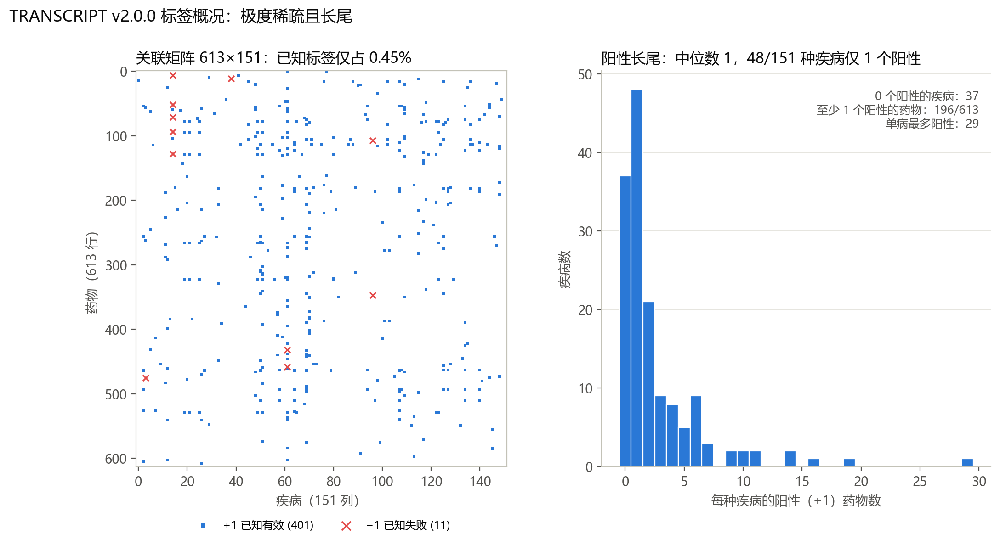 TRANSCRIPT v2.0.0 标签概况：极度稀疏且长尾
关联矩阵 613×151：已知标签仅占 0.45%
0
100
200
300
400
500
600
药物（613 行）
0 20 40 60 80 100 120 140
疾病（151 列）
+1 已知有效 (401)
−1 已知失败 (11)
阳性长尾：中位数 1，48/151 种疾病仅 1 个阳性
0 个阳性的疾病：37
至少 1 个阳性的药物：196/613
单病最多阳性：29
50
40
30
20
10
0
疾病数
0 5 10 15 20 25 30
每种疾病的阳性（+1）药物数